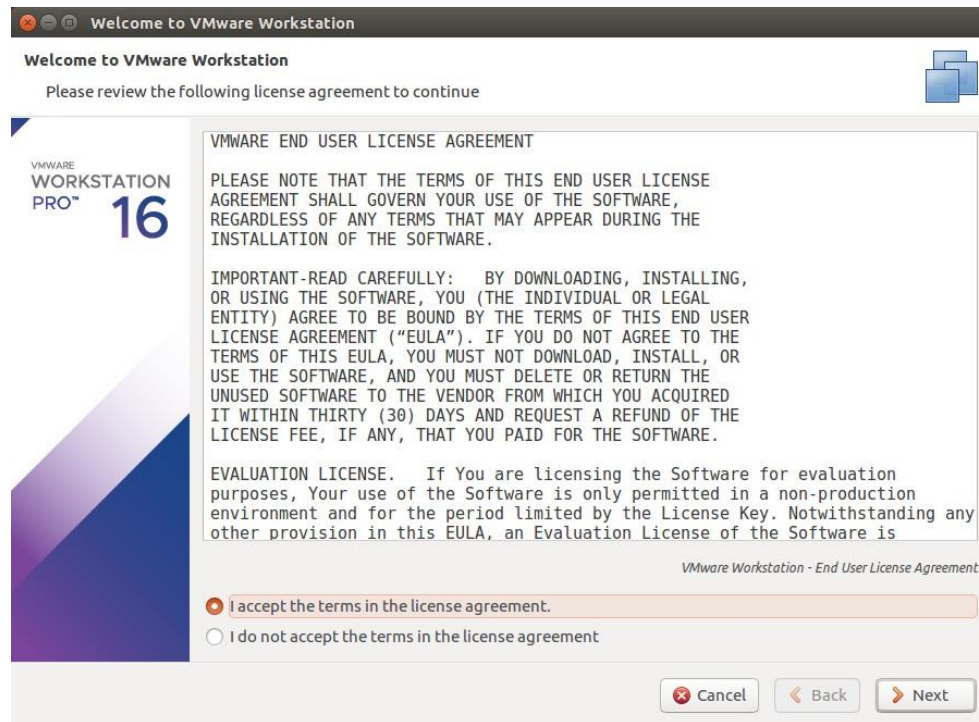 Welcome to VMware Workstation
Welcome to VMware Workstation
Please review the following license agreement to continue
VMWARE
WORKSTATION
PRO™ 16
VMWARE END USER LICENSE AGREEMENT
PLEASE NOTE THAT THE TERMS OF THIS END USER LICENSE
AGREEMENT SHALL GOVERN YOUR USE OF THE SOFTWARE,
REGARDLESS OF ANY TERMS THAT MAY APPEAR DURING THE
INSTALLATION OF THE SOFTWARE.
IMPORTANT-READ CAREFULLY:   BY DOWNLOADING, INSTALLING,
OR USING THE SOFTWARE, YOU (THE INDIVIDUAL OR LEGAL
ENTITY) AGREE TO BE BOUND BY THE TERMS OF THIS END USER
LICENSE AGREEMENT (“EULA”). IF YOU DO NOT AGREE TO THE
TERMS OF THIS EULA, YOU MUST NOT DOWNLOAD, INSTALL, OR
USE THE SOFTWARE, AND YOU MUST DELETE OR RETURN THE
UNUSED SOFTWARE TO THE VENDOR FROM WHICH YOU ACQUIRED
IT WITHIN THIRTY (30) DAYS AND REQUEST A REFUND OF THE
LICENSE FEE, IF ANY, THAT YOU PAID FOR THE SOFTWARE.
EVALUATION LICENSE.   If You are licensing the Software for evaluation
purposes, Your use of the Software is only permitted in a non-production
environment and for the period limited by the License Key. Notwithstanding any
other provision in this EULA, an Evaluation License of the Software is
VMware Workstation - End User License Agreement
I accept the terms in the license agreement.
I do not accept the terms in the license agreement
Cancel Back Next